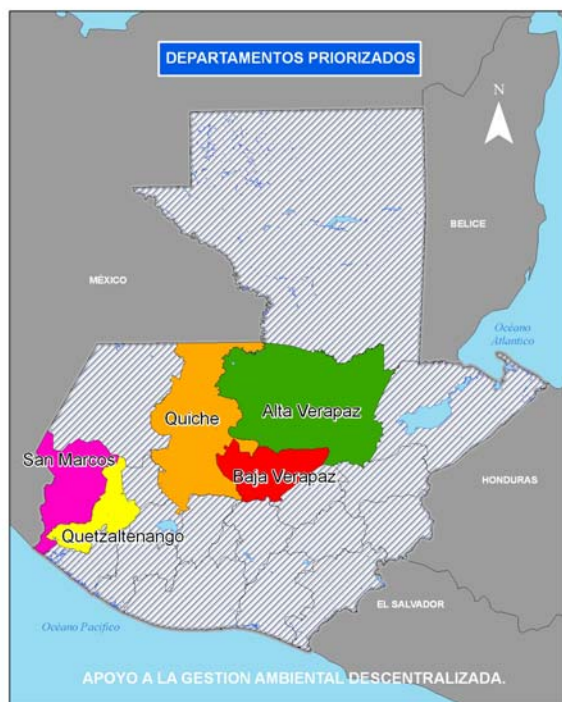 DEPARTAMENTOS PRIORIZADOS
N
BELICE
MÉXICO
Océano
Atlantico
Alta Verapaz
Quiche
San Marcos
Baja Verapaz
HONDURAS
Quetzaltenango
EL SALVADOR
Océano Pacífico
APOYO A LA GESTION AMBIENTAL DESCENTRALIZADA.